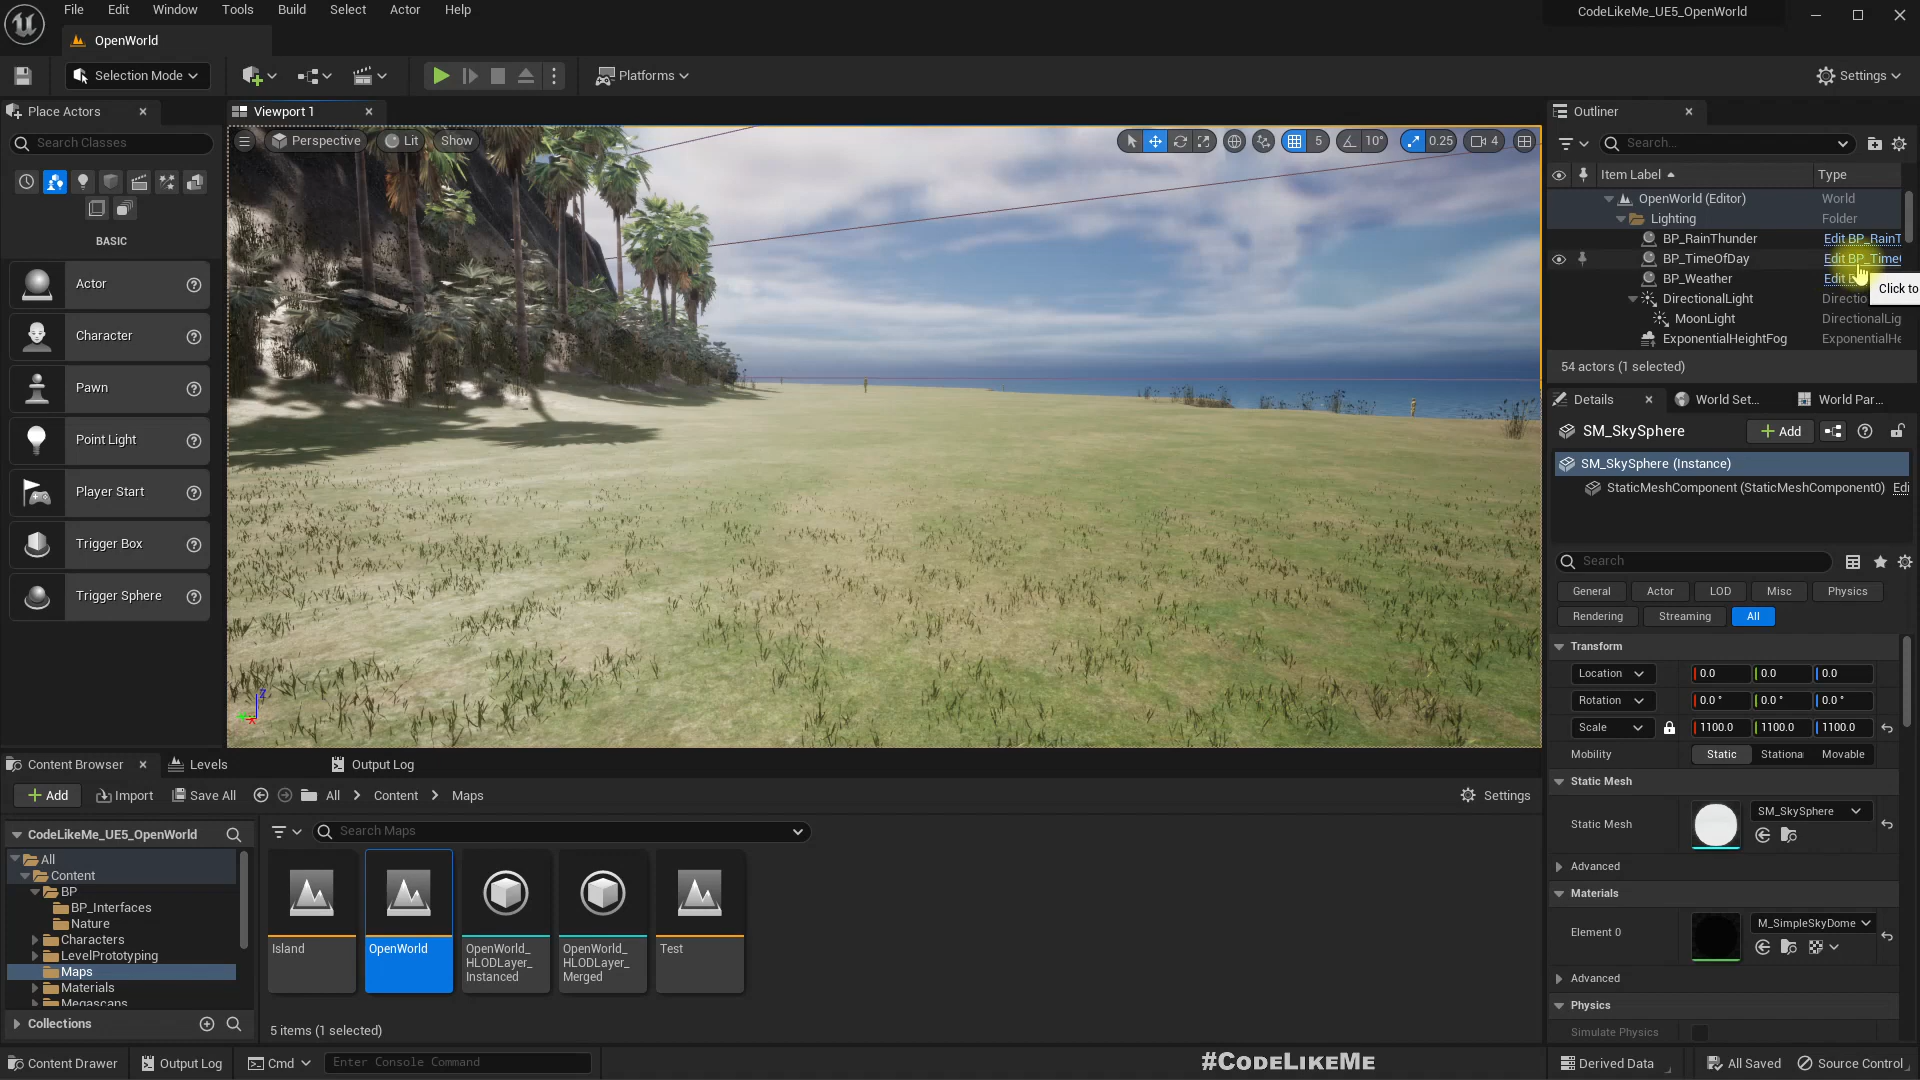 File Edit Window Tools Build Select Actor Help
CodeLikeMe_UE5_OpenWorld
OpenWorld
Selection Mode
Platforms
Settings
Place Actors
Search Classes
BASIC
Actor
Character
Pawn
Point Light
Player Start
Trigger Box
Trigger Sphere
Viewport 1
Perspective Lit Show
5 10° 0.25 4
Z
X
Outliner
Search...
Item Label Type
OpenWorld (Editor) World
Lighting Folder
BP_RainThunder Edit BP_RainT
BP_TimeOfDay Edit BP_Time
BP_Weather Edit
DirectionalLight Directio
MoonLight DirectionalLig
ExponentialHeightFog ExponentialHe
Click to
54 actors (1 selected)
Details World Set... World Par...
SM_SkySphere Add
SM_SkySphere (Instance)
StaticMeshComponent (StaticMeshComponent0) Edi
Search
General Actor LOD Misc Physics
Rendering Streaming All
Transform
Location 0.0 0.0 0.0
Rotation 0.0 ° 0.0 ° 0.0 °
Scale 1100.0 1100.0 1100.0
Mobility Static Stationa Movable
Static Mesh
Static Mesh SM_SkySphere
Advanced
Materials
Element 0 M_SimpleSkyDome
Advanced
Physics
Simulate Physics
Content Browser Levels Output Log
Add Import Save All All Content Maps Settings
CodeLikeMe_UE5_OpenWorld
All
Content
BP
BP_Interfaces
Nature
Characters
LevelPrototyping
Maps
Materials
Megascans
Collections
Search Maps
Island
OpenWorld
OpenWorld_
HLODLayer_
Instanced
OpenWorld_
HLODLayer_
Merged
Test
5 items (1 selected)
Content Drawer Output Log Cmd Enter Console Command
#CODELIKEME
Derived Data All Saved Source Control